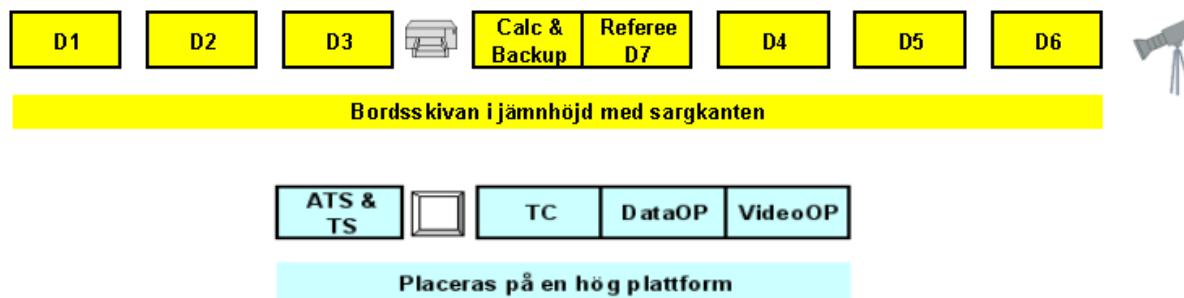 D1 D2 D3 Calc & Referee D4 D5 D6
Backup D7
Bordsskivan i jämnhöjd med sargkanten
ATS & TC DataOP VideoOP
TS
Placeras på en hög plattform